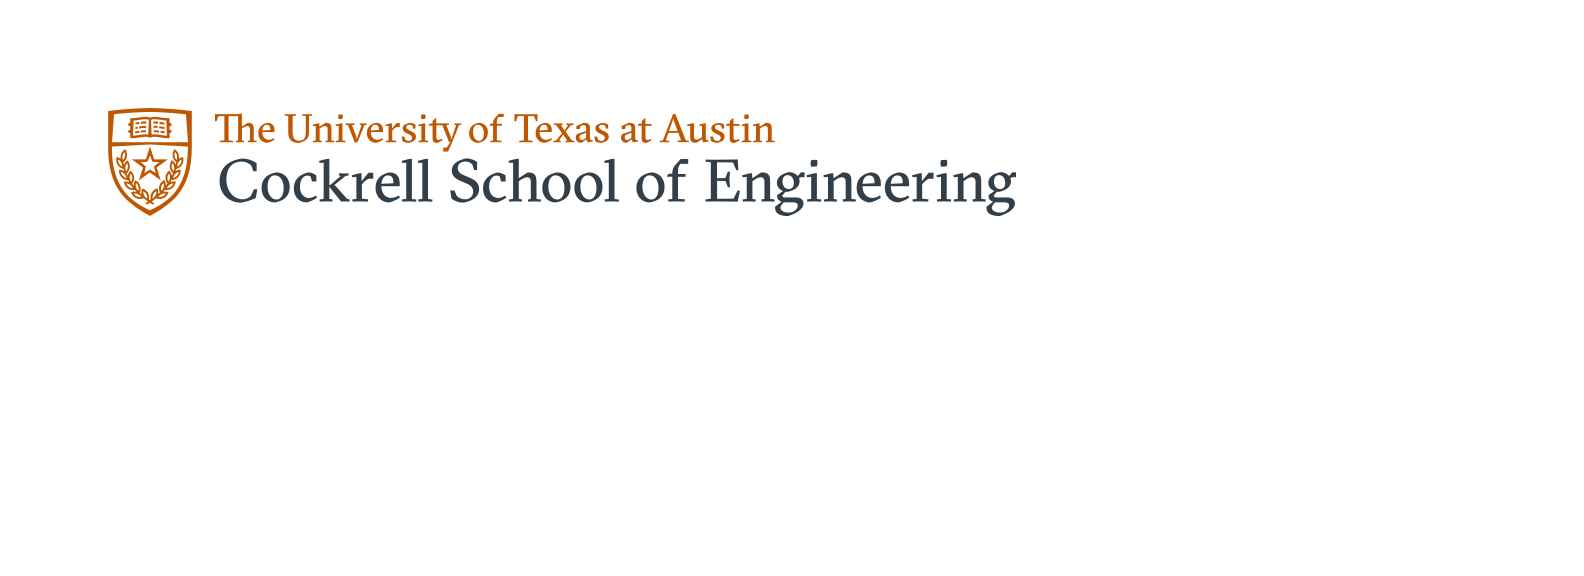 The University of Texas at Austin
Cockrell School of Engineering